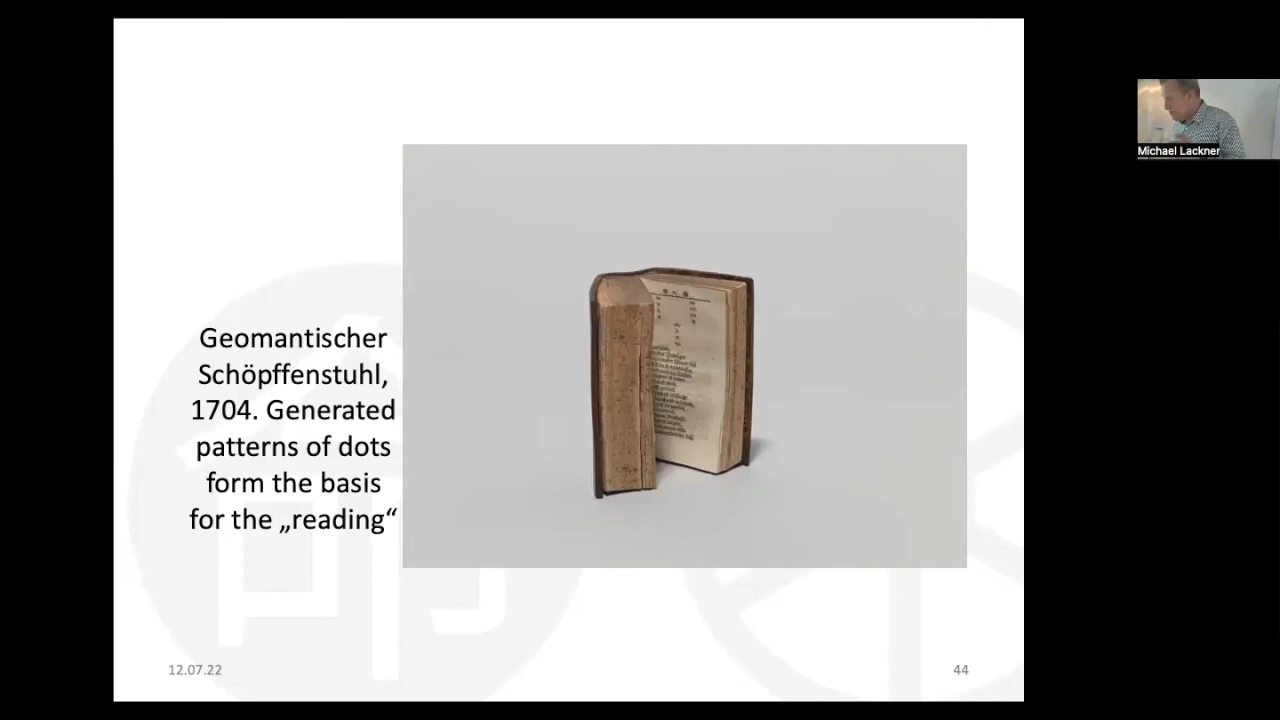 Geomantischer
Schöpffenstuhl,
1704. Generated
patterns of dots
form the basis
for the „reading“
12.07.22
44
Michael Lackner